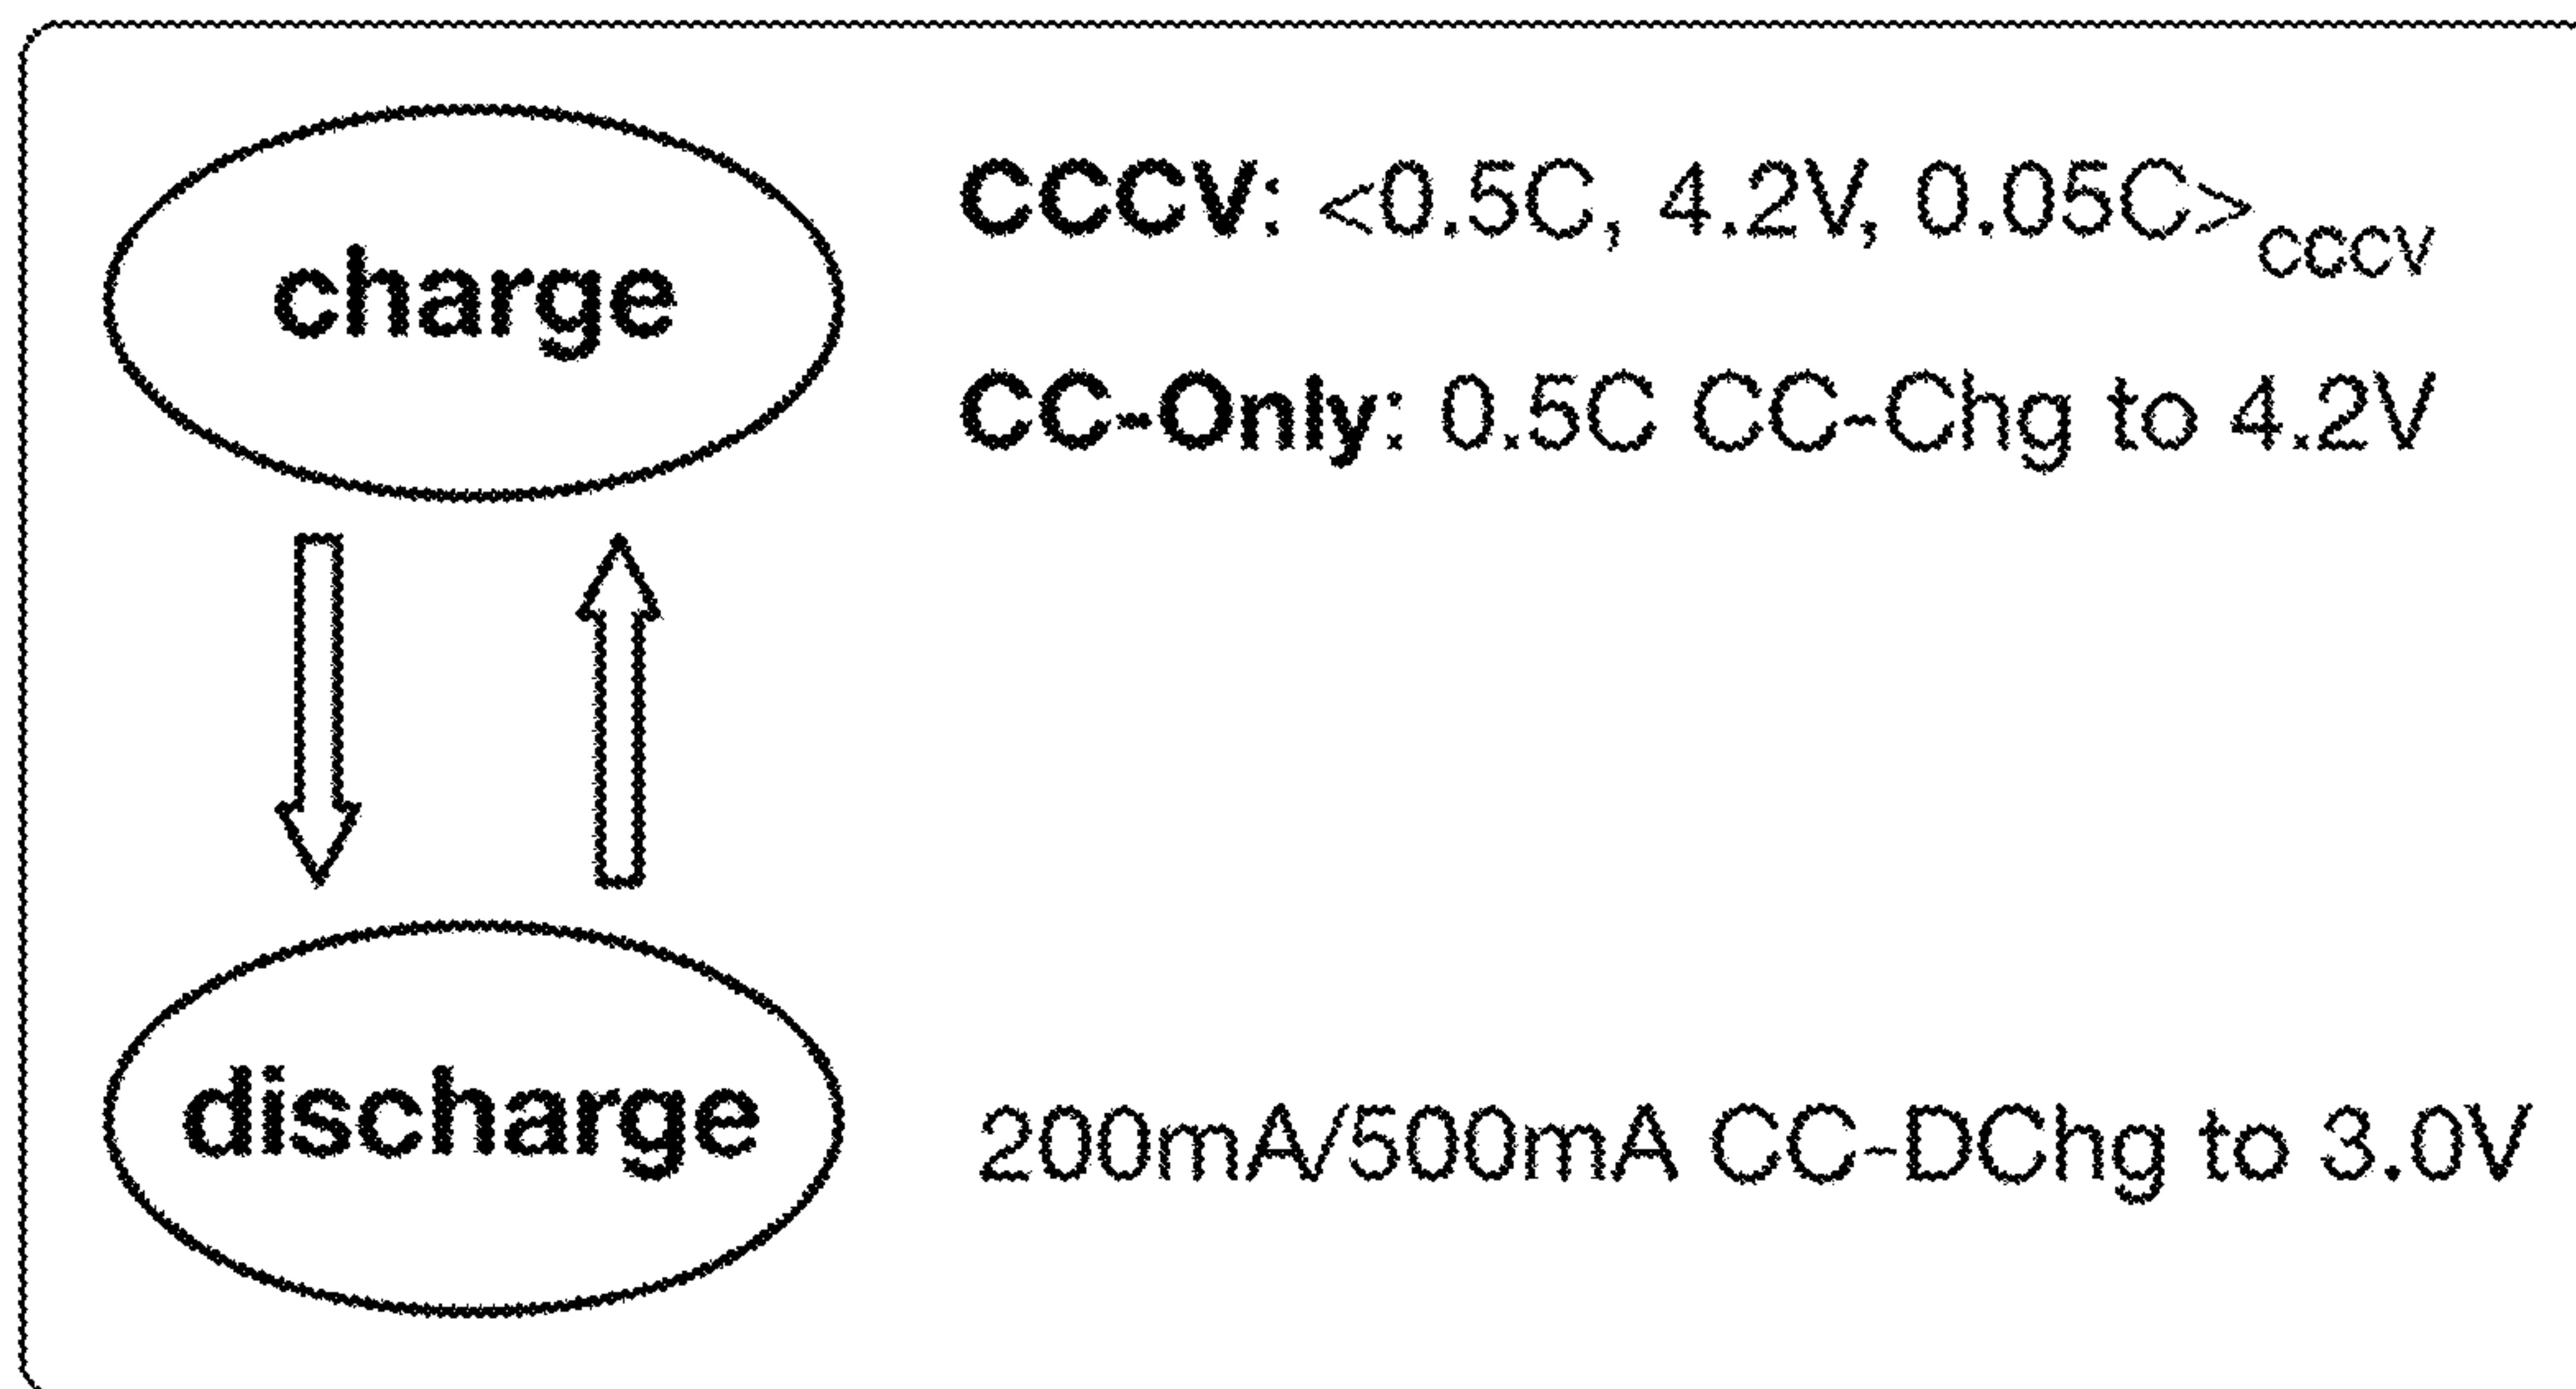 charge
CCCV: <0.5C, 4.2V, 0.05C>CCCV
CC-Only: 0.5C CC-Chg to 4.2V
discharge
200mA/500mA CC-DChg to 3.0V